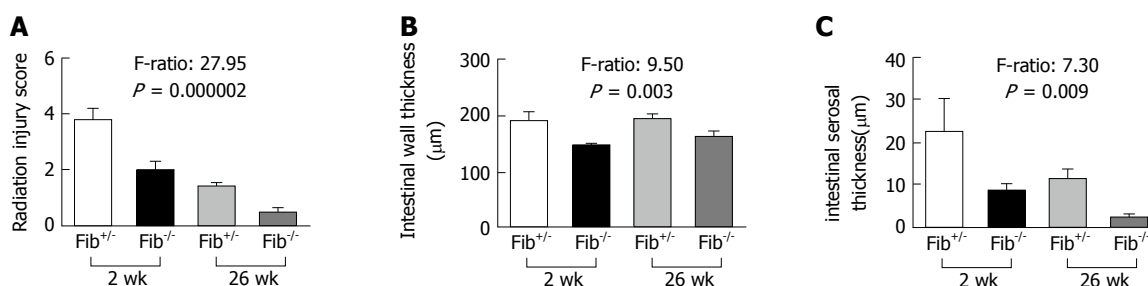 A
Radiation injury score
6
4
2
0
F-ratio: 27.95
P = 0.000002
Fib+/- Fib-/- Fib+/- Fib-/-
2 wk 26 wk
B
Intestinal wall thickness
(μm)
300
200
150
100
0
F-ratio: 9.50
P = 0.003
Fib+/- Fib-/- Fib+/- Fib-/-
2 wk 26 wk
C
intestinal serosal
thickness(μm)
40
30
20
10
0
F-ratio: 7.30
P = 0.009
Fib+/- Fib-/- Fib+/- Fib-/-
2 wk 26 wk